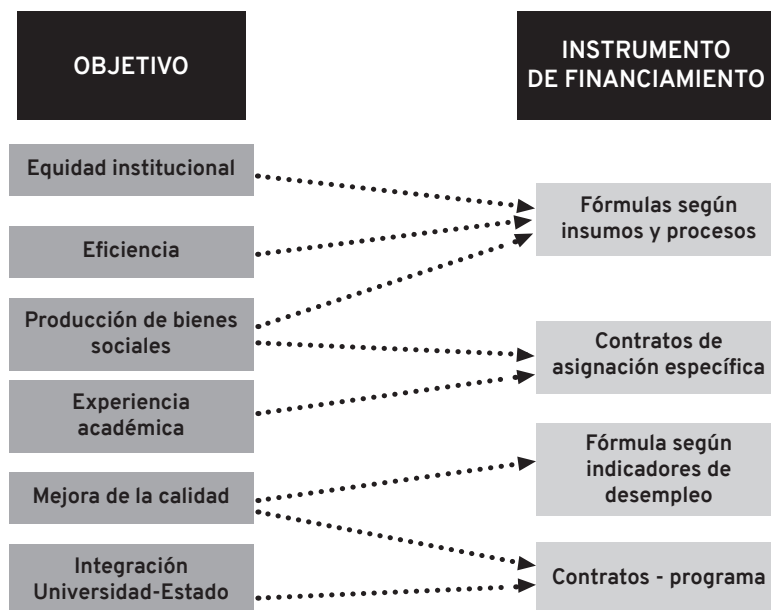 OBJETIVO
INSTRUMENTO
DE FINANCIAMIENTO
Equidad institucional
Eficiencia
Producción de bienes
sociales
Experiencia
académica
Mejora de la calidad
Integración
Universidad-Estado
Fórmulas según
insumos y procesos
Contratos de
asignación específica
Fórmula según
indicadores de
desempleo
Contratos - programa